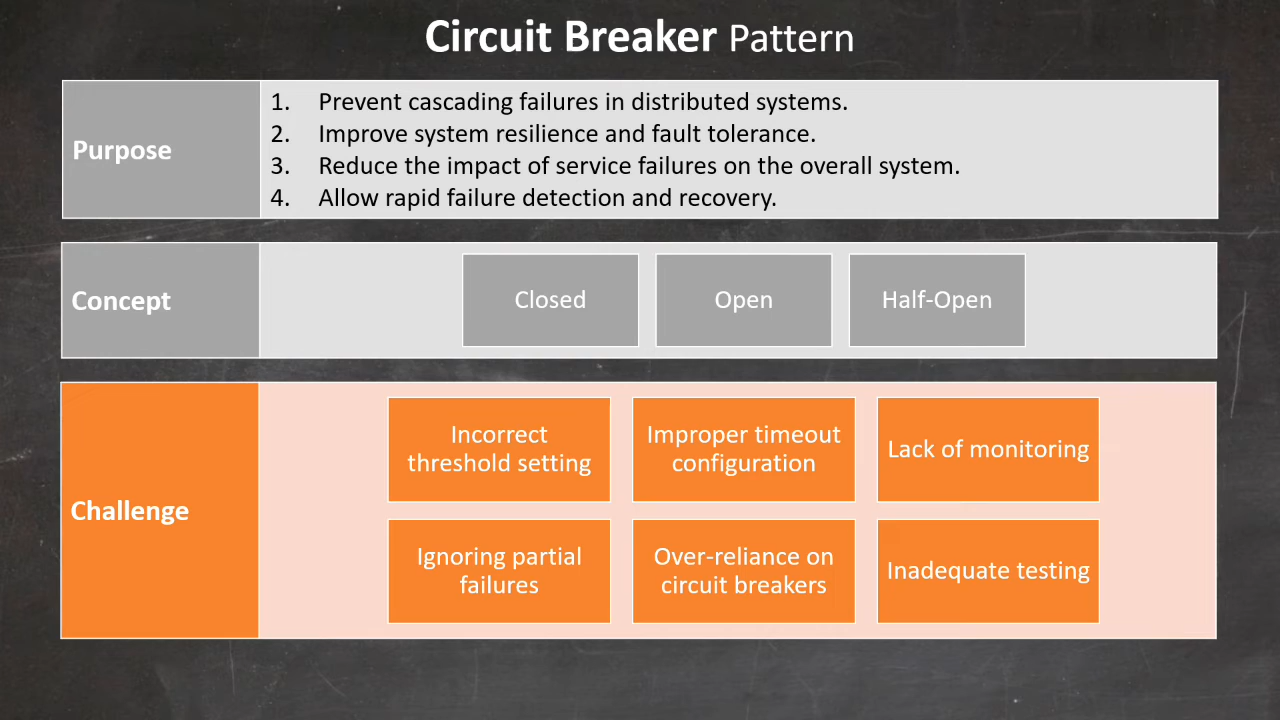 Circuit Breaker Pattern
Purpose
1. Prevent cascading failures in distributed systems.
2. Improve system resilience and fault tolerance.
3. Reduce the impact of service failures on the overall system.
4. Allow rapid failure detection and recovery.
Concept
Closed
Open
Half-Open
Challenge
Incorrect
threshold setting
Improper timeout
configuration
Lack of monitoring
Ignoring partial
failures
Over-reliance on
circuit breakers
Inadequate testing